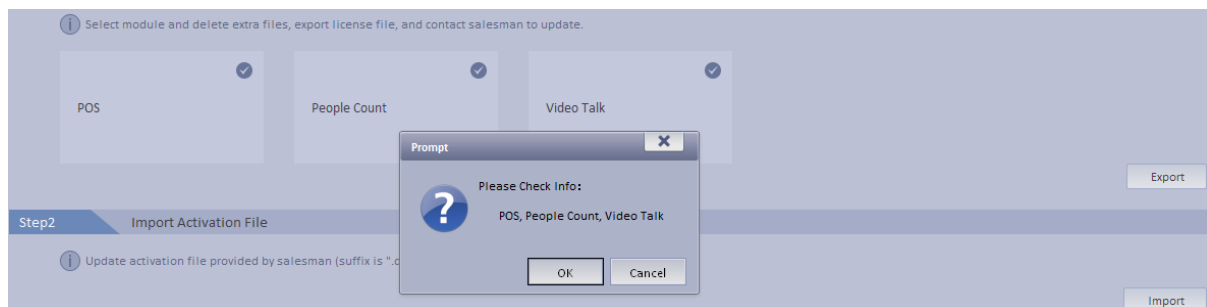 Select module and delete extra files, export license file, and contact salesman to update.
POS
People Count
Video Talk
Prompt
Please Check Info:
POS, People Count, Video Talk
OK
Cancel
Export
Step2
Import Activation File
Update activation file provided by salesman (suffix is ".
Import